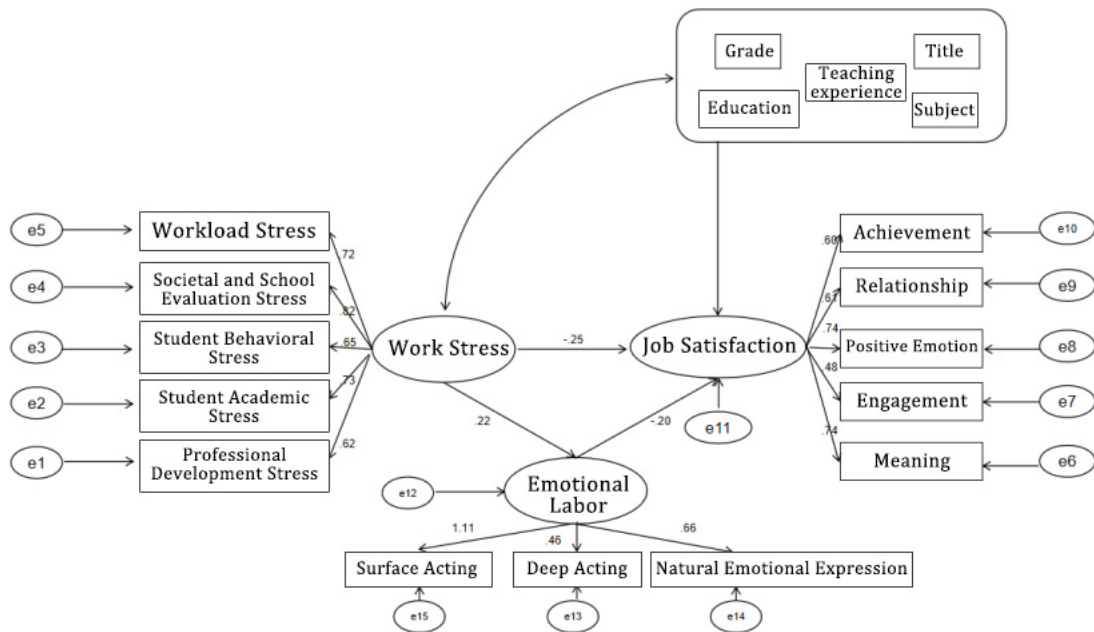 Grade
Title
Teaching
experience
Education
Subject
e5
Workload Stress
.72
e4
Societal and School
Evaluation Stress
.82
e3
Student Behavioral
Stress
.65
e2
Student Academic
Stress
.73
e1
Professional
Development Stress
.62
Work Stress
-.25
Job Satisfaction
e11
.22
-.20
Achievement
.60
e10
Relationship
.61
e9
Positive Emotion
.74
e8
Engagement
.48
e7
Meaning
.74
e6
e12
Emotional
Labor
1.11
.46
.66
Surface Acting
Deep Acting
Natural Emotional Expression
e15
e13
e14